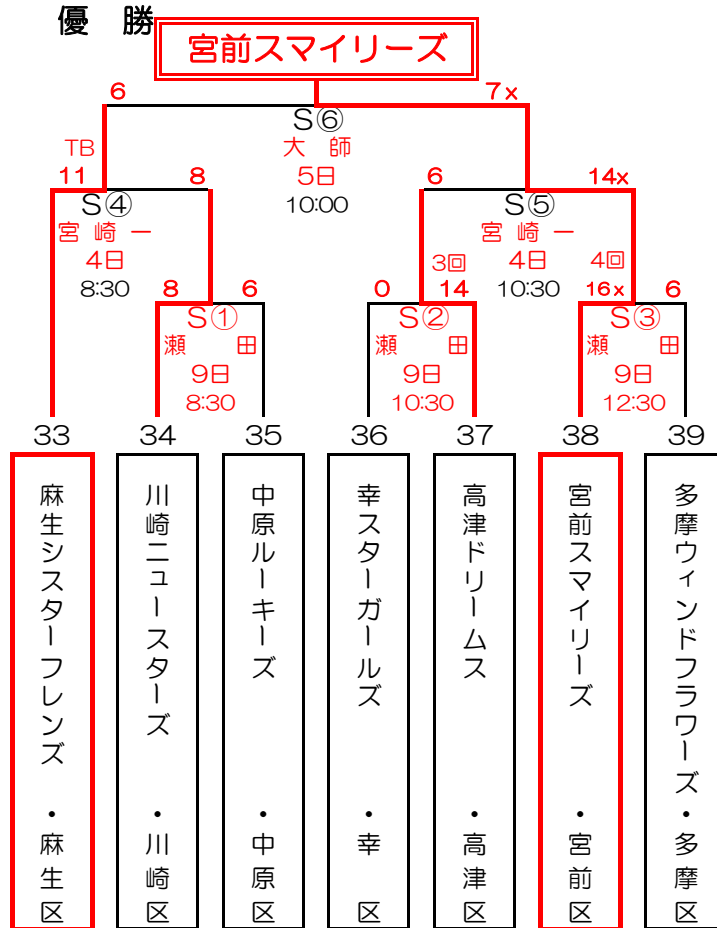 優 勝
宮前スマイリーズ
6
7x
S⑥
大 師
5日
10:00
TB
11
8
6
14x
S④
宮 崎 一
4日
8:30
S⑤
宮 崎 一
4日
10:30
3回
4回
8
6
0
14
16x
6
S①
瀬 田
9日
8:30
S②
瀬 田
9日
10:30
S③
瀬 田
9日
12:30
33
34
35
36
37
38
39
麻生シスターフレンズ ・麻生区
川崎ニュースターズ ・川崎区
中原ルーキーズ ・中原区
幸スターガールズ ・幸 区
高津ドリームス ・高津区
宮前スマイリーズ ・宮前区
多摩ウィンドフラワーズ・多摩区